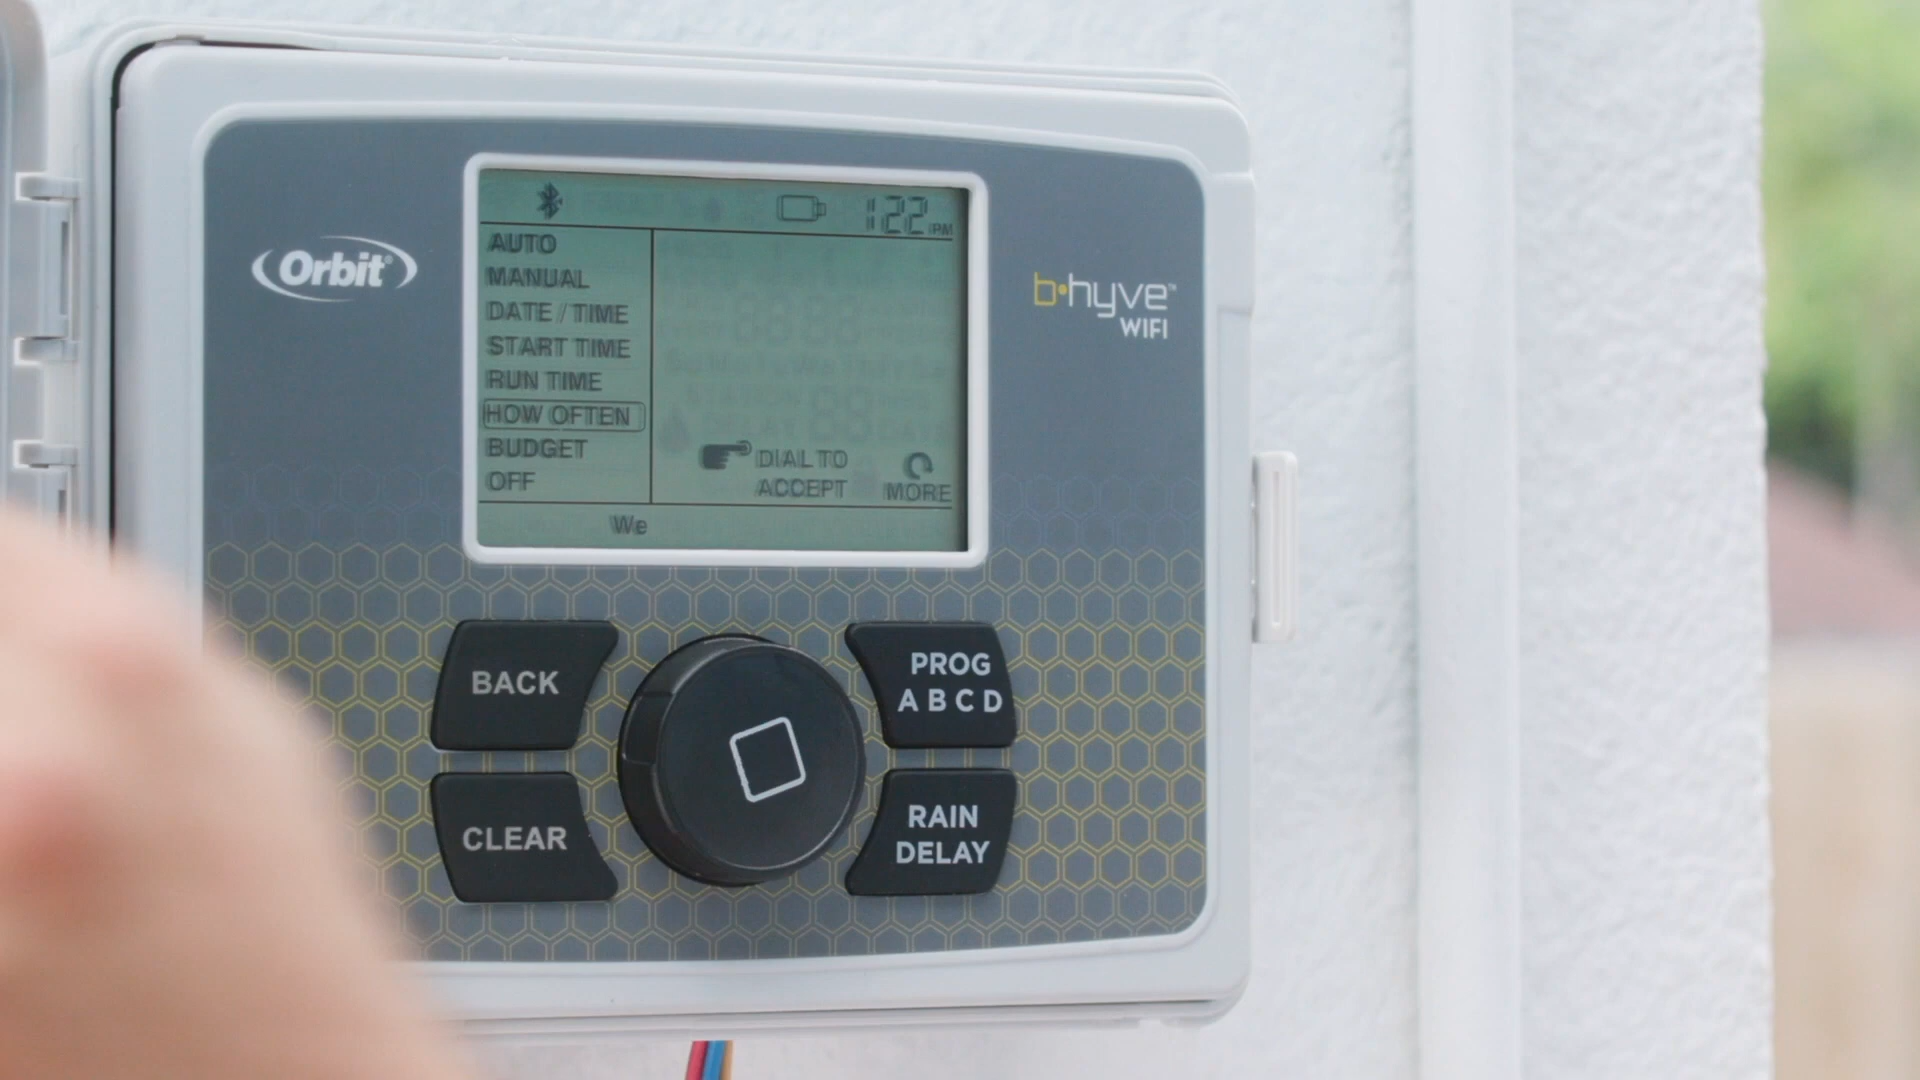 Orbit®
1:22 PM
AUTO
MANUAL
DATE / TIME
START TIME
RUN TIME
HOW OFTEN
BUDGET
OFF
DIAL TO
ACCEPT
MORE
We
b•hyve™
WIFI
BACK
PROG
A B C D
CLEAR
RAIN
DELAY